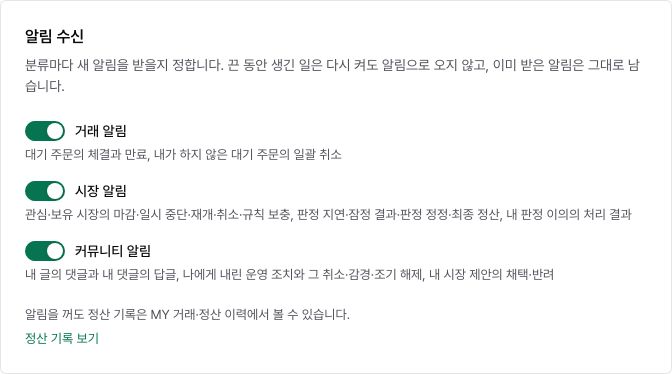 알림 수신
분류마다 새 알림을 받을지 정합니다. 끈 동안 생긴 일은 다시 켜도 알림으로 오지 않고, 이미 받은 알림은 그대로 남
습니다.
거래 알림
대기 주문의 체결과 만료, 내가 하지 않은 대기 주문의 일괄 취소
시장 알림
관심·보유 시장의 마감·일시 중단·재개·취소·규칙 보충, 판정 지연·잠정 결과·판정 정정·최종 정산, 내 판정 이의의 처리 결과
커뮤니티 알림
내 글의 댓글과 내 댓글의 답글, 나에게 내린 운영 조치와 그 취소·감경·조기 해제, 내 시장 제안의 채택·반려
알림을 꺼도 정산 기록은 MY 거래·정산 이력에서 볼 수 있습니다.
정산 기록 보기